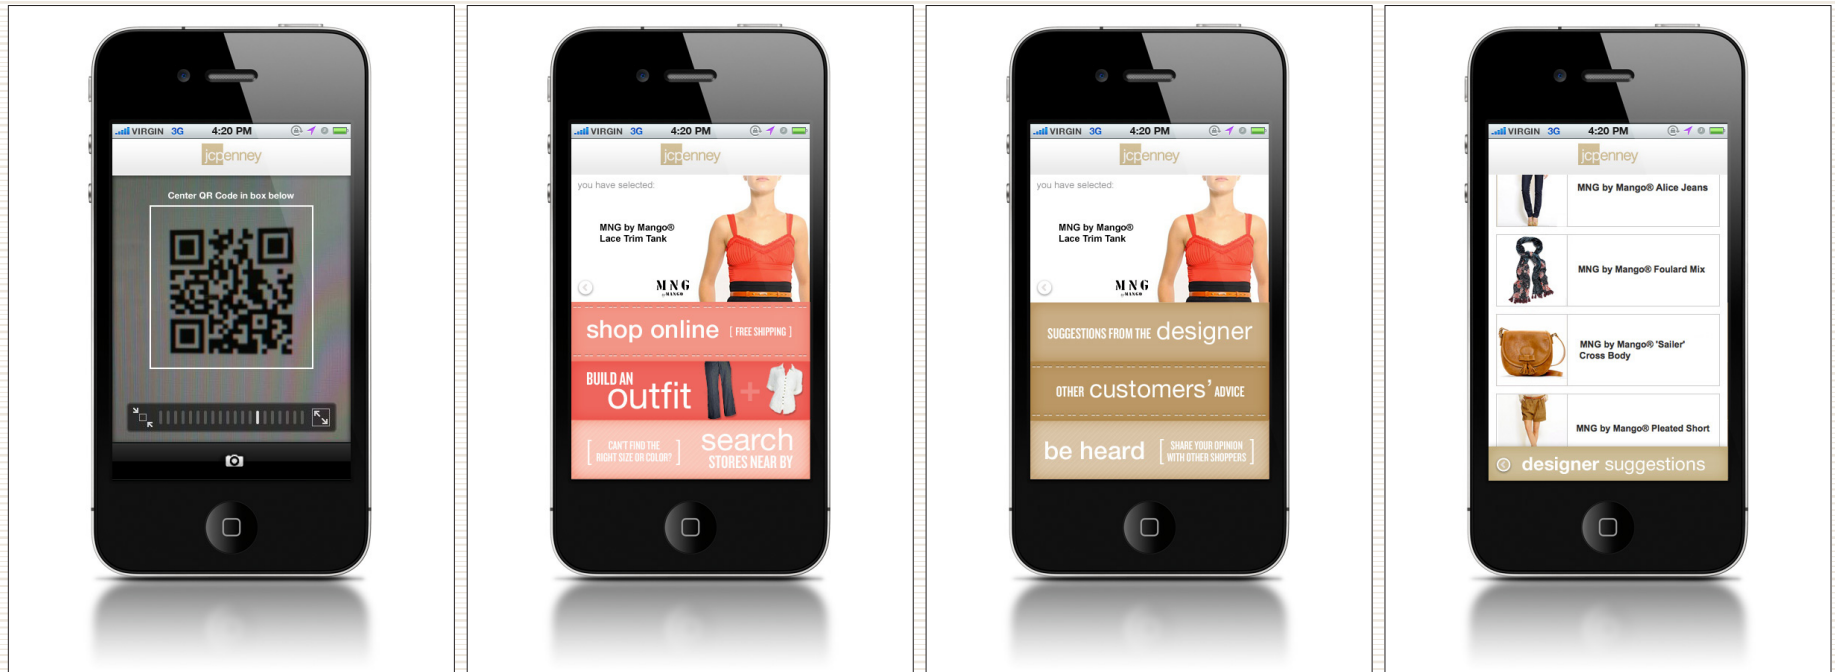 VIRGIN 3G 4:20 PM
jcpenney
Center QR Code in box below
VIRGIN 3G 4:20 PM
jcpenney
you have selected:
MNG by Mango®
Lace Trim Tank
MNG
by MANGO
shop online [ FREE SHIPPING ]
BUILD AN
outfit +
[ CAN'T FIND THE
RIGHT SIZE OR COLOR? ]
search
STORES NEAR BY
VIRGIN 3G 4:20 PM
jcpenney
you have selected:
MNG by Mango®
Lace Trim Tank
MNG
by MANGO
SUGGESTIONS FROM THE designer
OTHER customers' ADVICE
be heard
[ SHARE YOUR OPINION
WITH OTHER SHOPPERS ]
VIRGIN 3G 4:20 PM
jcpenney
MNG by Mango® Alice Jeans
MNG by Mango® Foulard Mix
MNG by Mango® 'Sailer'
Cross Body
MNG by Mango® Pleated Short
designer suggestions